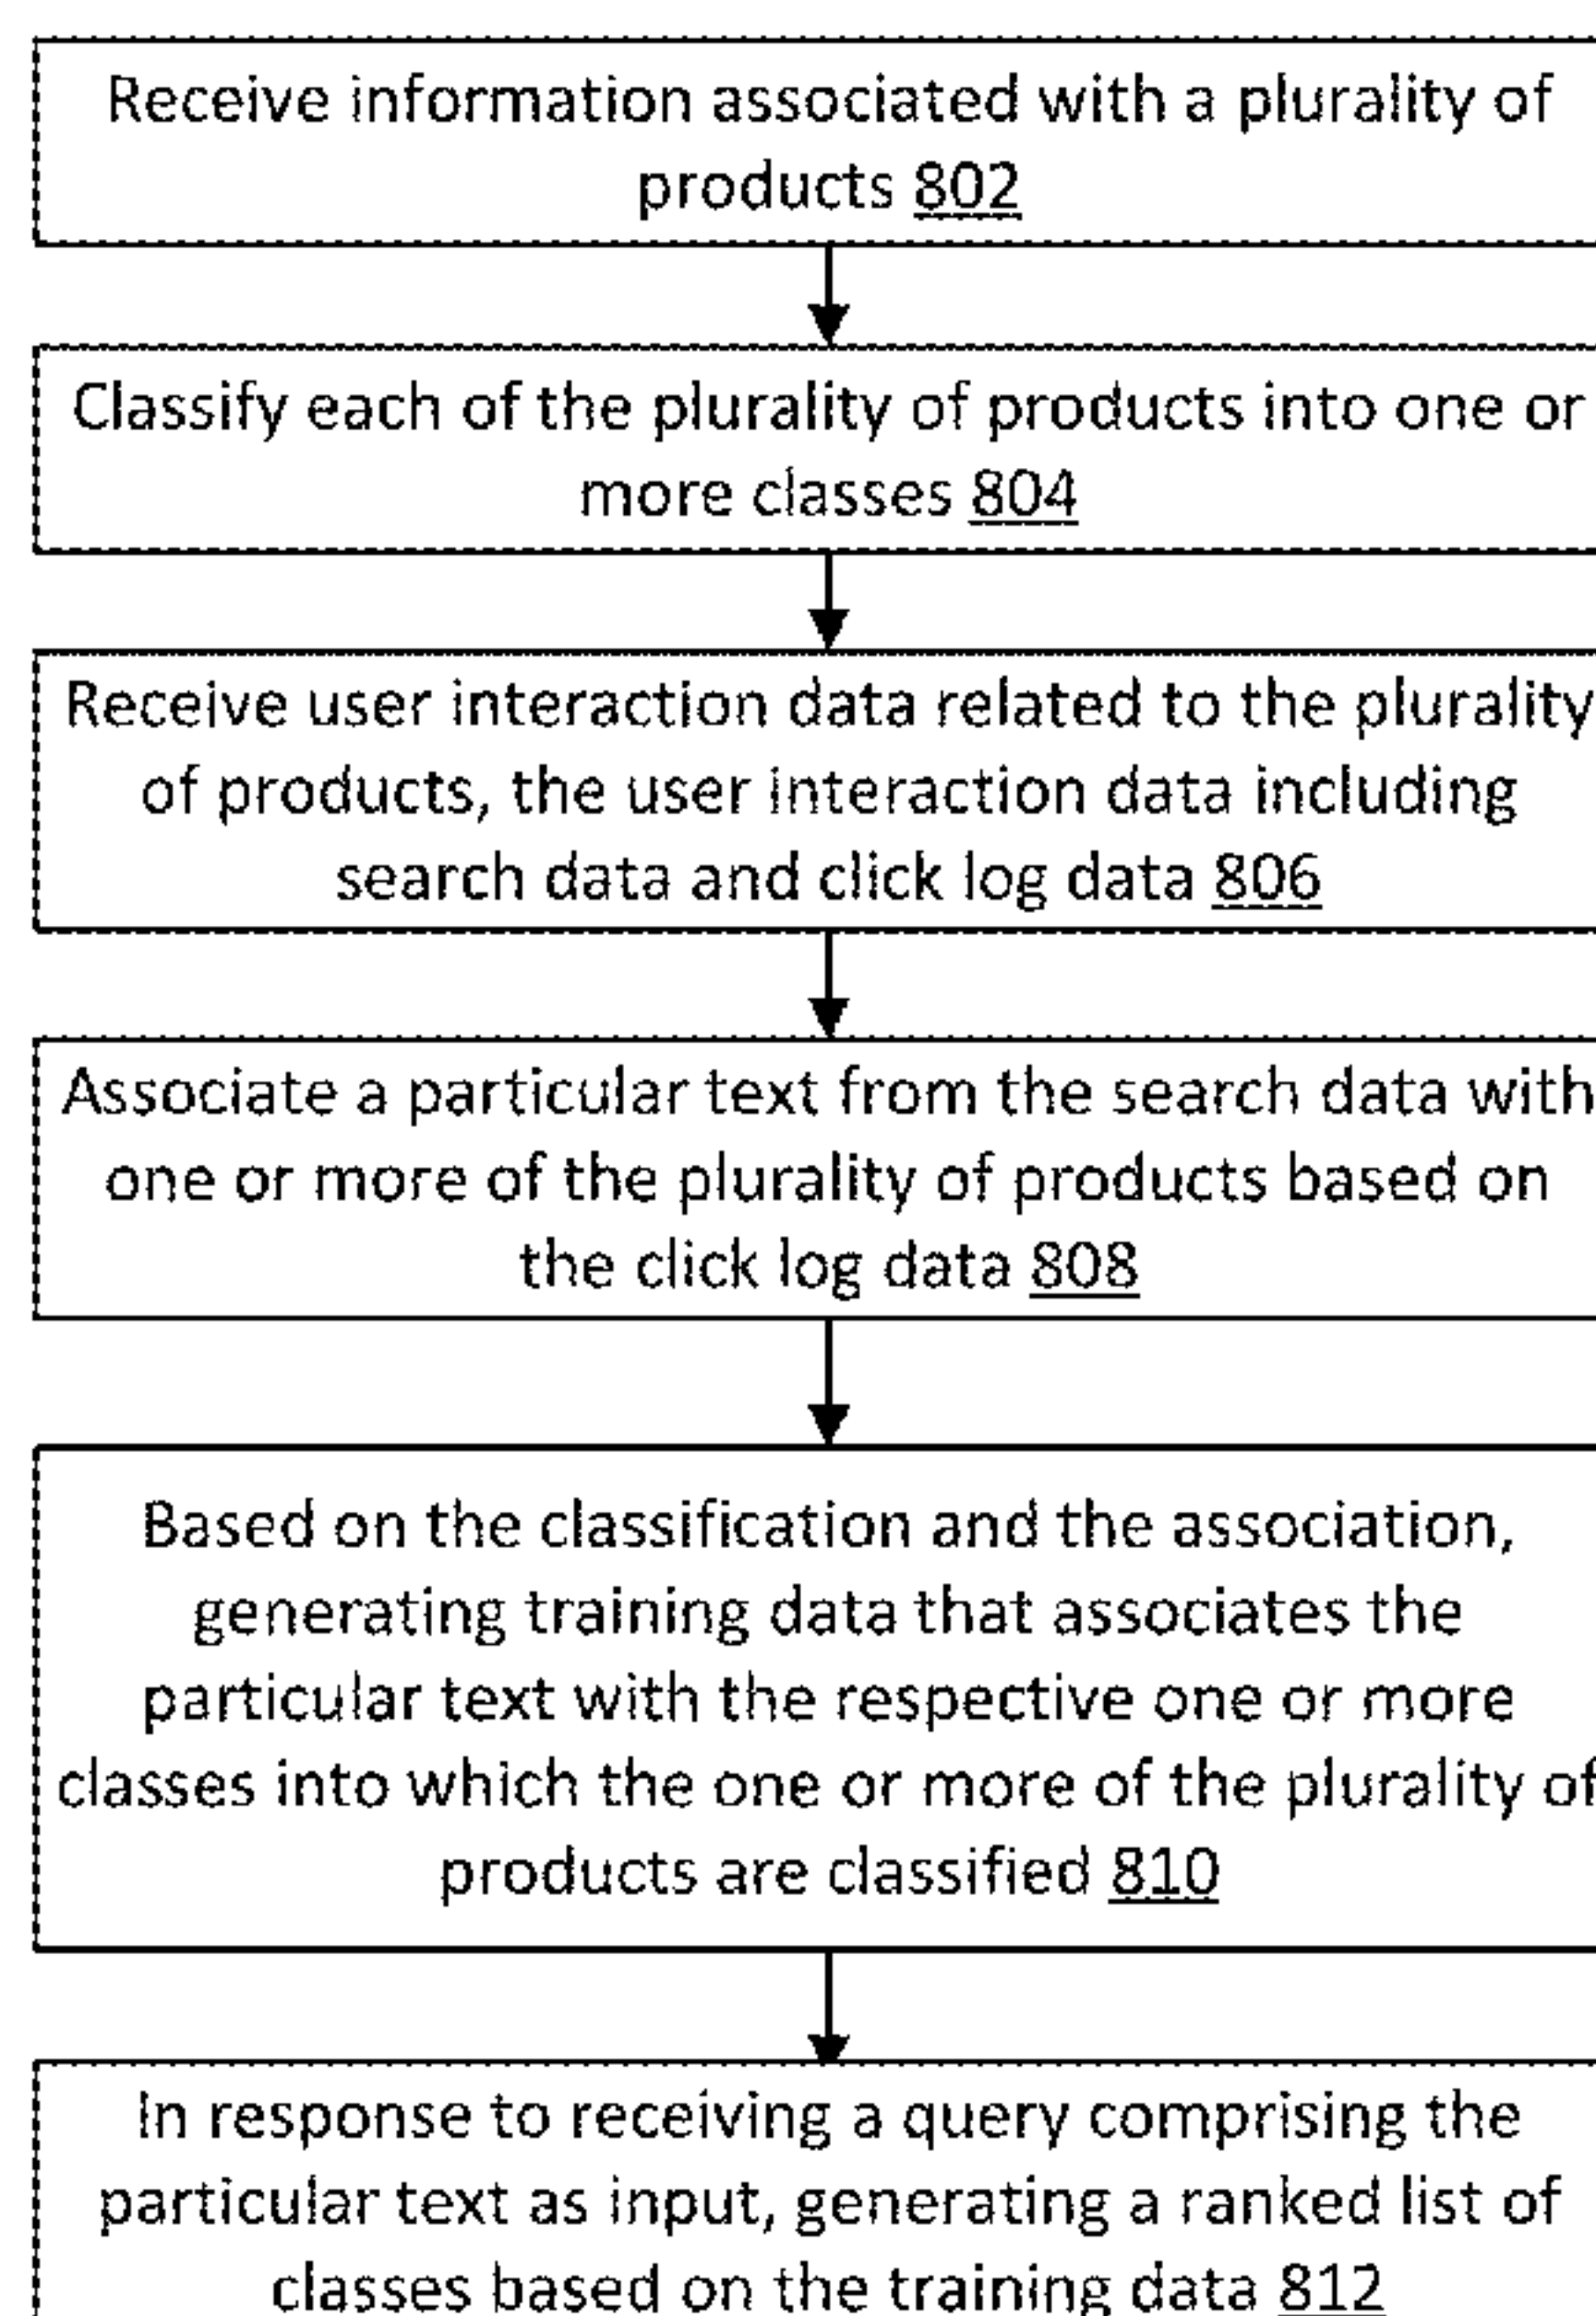 Receive information associated with a plurality of
products 802
Classify each of the plurality of products into one or
more classes 804
Receive user interaction data related to the plurality
of products, the user interaction data including
search data and click log data 806
Associate a particular text from the search data with
one or more of the plurality of products based on
the click log data 808
Based on the classification and the association,
generating training data that associates the
particular text with the respective one or more
classes into which the one or more of the plurality of
products are classified 810
In response to receiving a query comprising the
particular text as input, generating a ranked list of
classes based on the training data 812